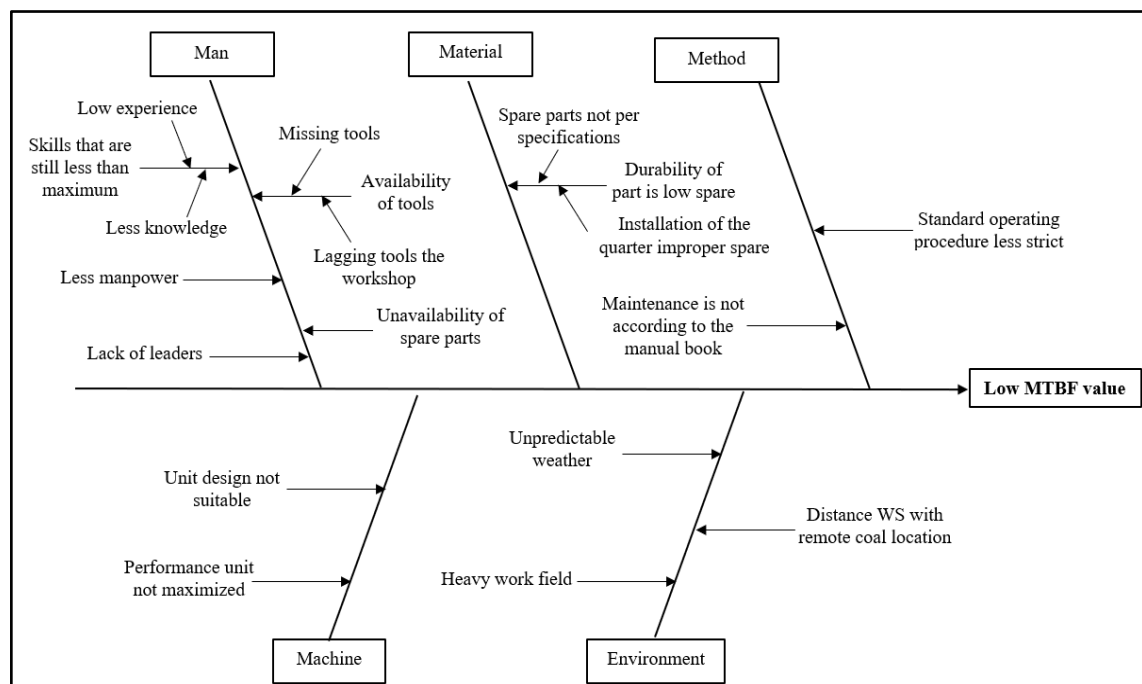 Man
Material
Method
Low experience
Skills that are
still less than
maximum
Less knowledge
Missing tools
Availability
of tools
Lagging tools the
workshop
Less manpower
Unavailability of
spare parts
Lack of leaders
Spare parts not per
specifications
Durability of
part is low spare
Installation of the
quarter improper spare
Standard operating
procedure less strict
Maintenance is not
according to the
manual book
Low MTBF value
Unit design not
suitable
Performance unit
not maximized
Unpredictable
weather
Distance WS with
remote coal location
Heavy work field
Machine
Environment